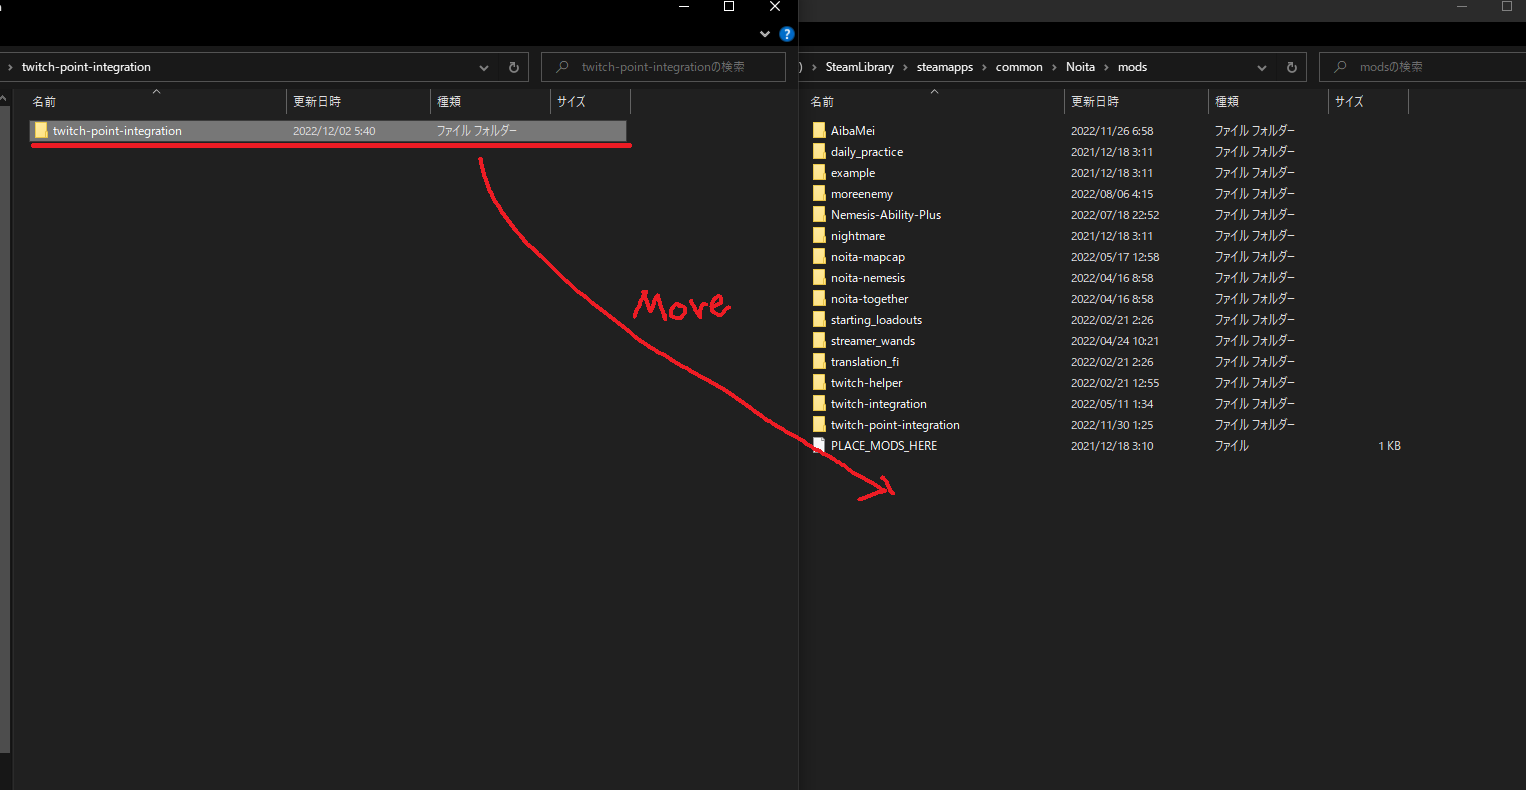 twitch-point-integration
twitch-point-integrationの検索
名前 更新日時 種類 サイズ
twitch-point-integration 2022/12/02 5:40 ファイル フォルダー
Move
SteamLibrary steamapps common Noita mods
modsの検索
名前 更新日時 種類 サイズ
AibaMei 2022/11/26 6:58 ファイル フォルダー
daily_practice 2021/12/18 3:11 ファイル フォルダー
example 2021/12/18 3:11 ファイル フォルダー
moreenemy 2022/08/06 4:15 ファイル フォルダー
Nemesis-Ability-Plus 2022/07/18 22:52 ファイル フォルダー
nightmare 2021/12/18 3:11 ファイル フォルダー
noita-mapcap 2022/05/17 12:58 ファイル フォルダー
noita-nemesis 2022/04/16 8:58 ファイル フォルダー
noita-together 2022/04/16 8:58 ファイル フォルダー
starting_loadouts 2022/02/21 2:26 ファイル フォルダー
streamer_wands 2022/04/24 10:21 ファイル フォルダー
translation_fi 2022/02/21 2:26 ファイル フォルダー
twitch-helper 2022/02/21 12:55 ファイル フォルダー
twitch-integration 2022/05/11 1:34 ファイル フォルダー
twitch-point-integration 2022/11/30 1:25 ファイル フォルダー
PLACE_MODS_HERE 2021/12/18 3:10 ファイル 1 KB